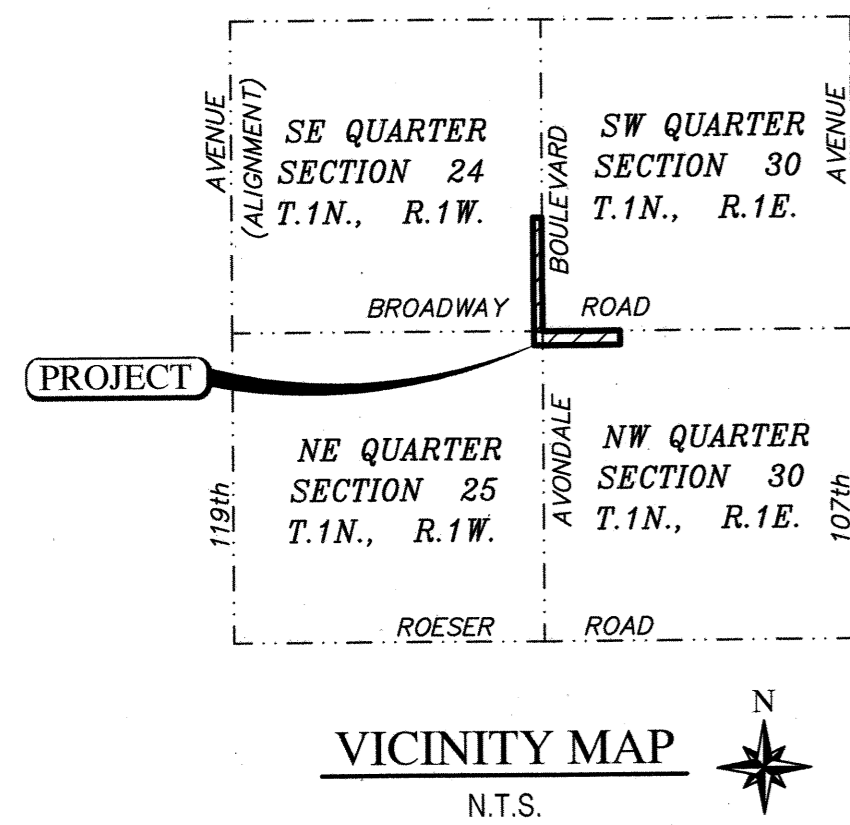 AVENUE
(ALIGNMENT)
SE QUARTER
SECTION 24
T.1N., R.1W.
BOULEVARD
SW QUARTER
SECTION 30
T.1N., R.1E.
AVENUE
BROADWAY ROAD
PROJECT
119th
NE QUARTER
SECTION 25
T.1N., R.1W.
AVONDALE
NW QUARTER
SECTION 30
T.1N., R.1E.
107th
ROESER ROAD
VICINITY MAP
N
N.T.S.